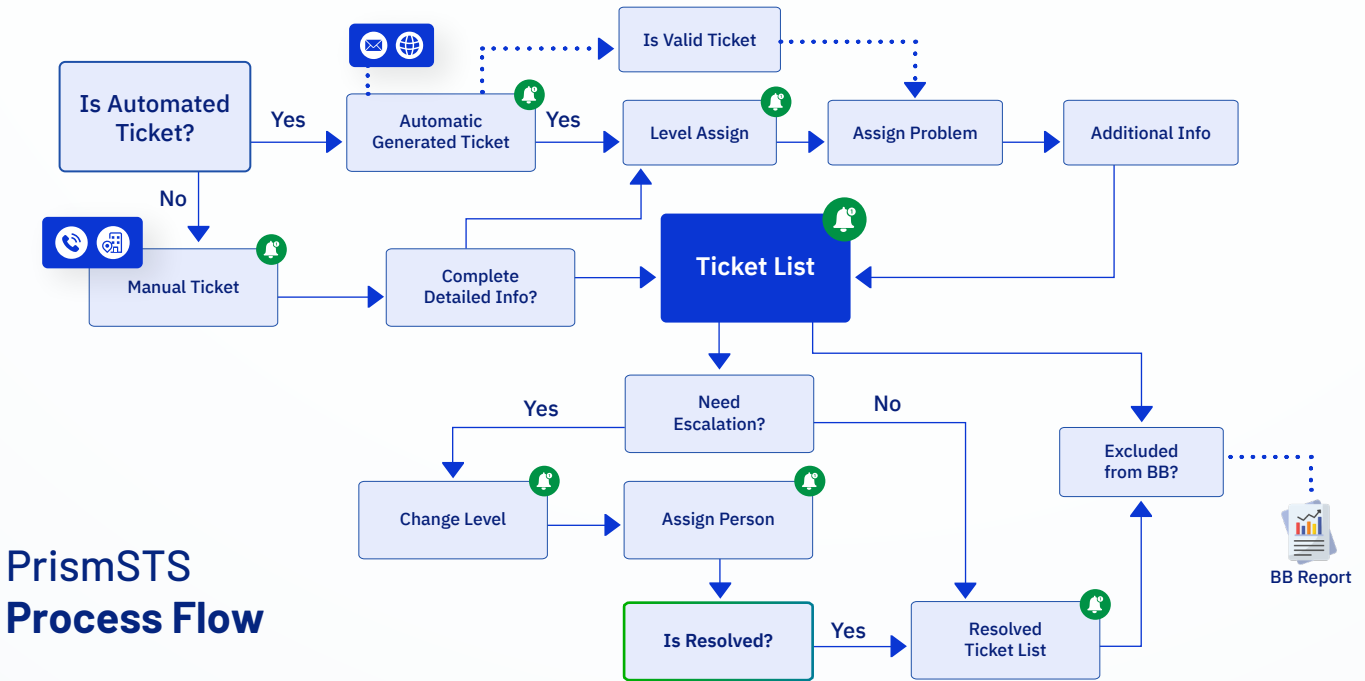 Is Valid Ticket
Is Automated
Ticket?
Yes
Automatic
Generated Ticket
Yes
Level Assign
Assign Problem
Additional Info
No
Manual Ticket
Complete
Detailed Info?
Ticket List
Need
Escalation?
Yes
No
Excluded
from BB?
Change Level
Assign Person
BB Report
PrismSTS
Process Flow
Is Resolved?
Yes
Resolved
Ticket List